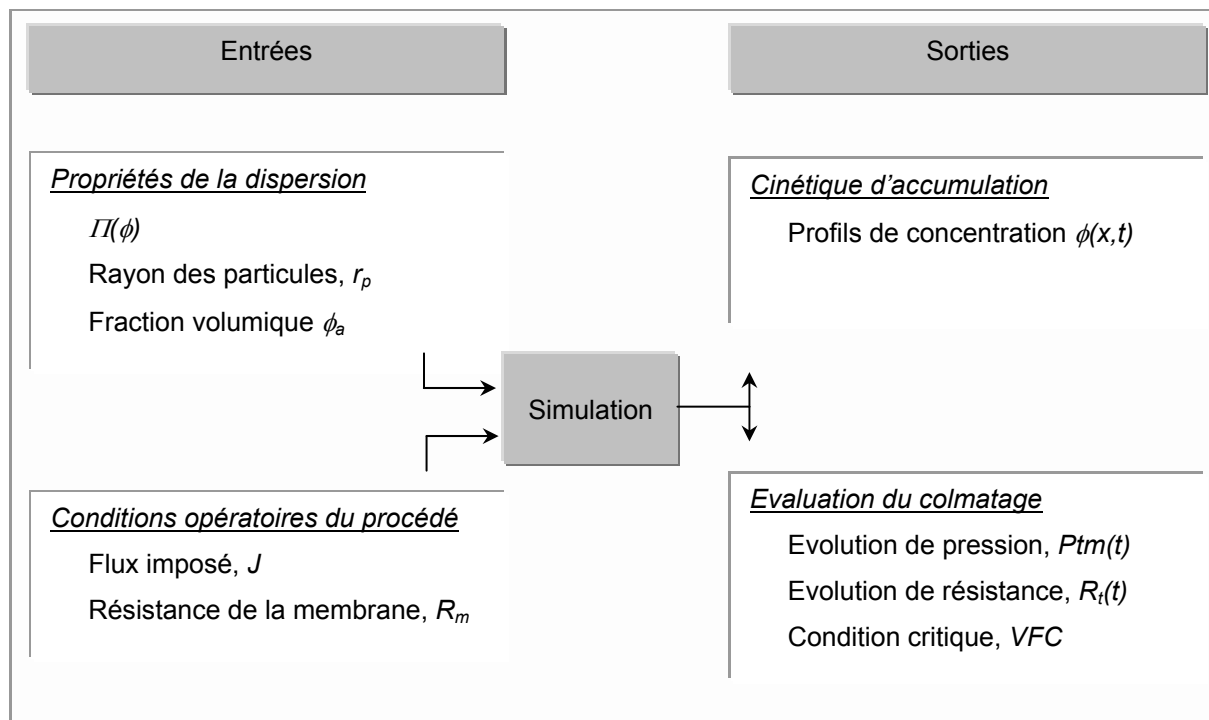 Entrées
Sorties
Propriétés de la dispersion
Π(ϕ)
Rayon des particules, rp
Fraction volumique ϕa
Cinétique d’accumulation
Profils de concentration ϕ(x,t)
Simulation
Conditions opératoires du procédé
Flux imposé, J
Résistance de la membrane, Rm
Evaluation du colmatage
Evolution de pression, Ptm(t)
Evolution de résistance, Rt(t)
Condition critique, VFC